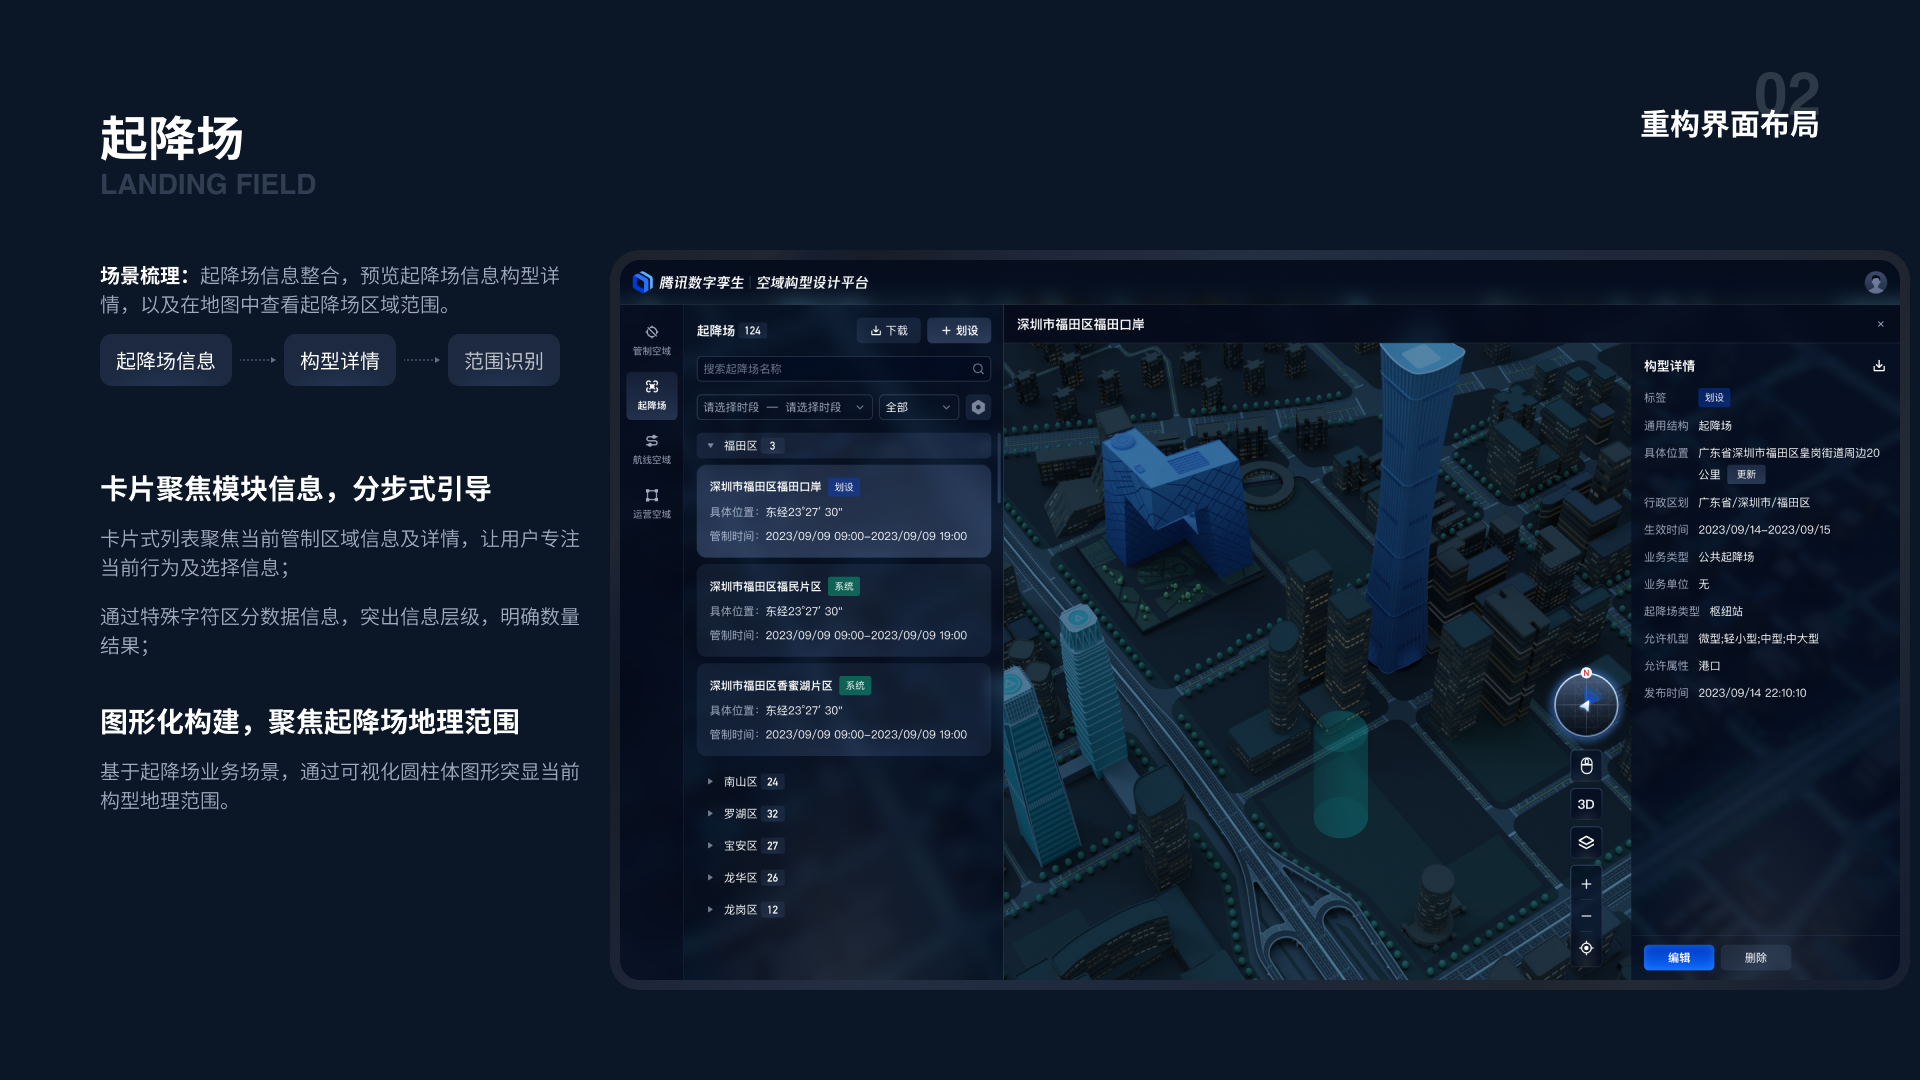 02
重构界面布局
起降场
LANDING FIELD
场景梳理：起降场信息整合，预览起降场信息构型详
情，以及在地图中查看起降场区域范围。
起降场信息
构型详情
范围识别
卡片聚焦模块信息，分步式引导
卡片式列表聚焦当前管制区域信息及详情，让用户专注
当前行为及选择信息；
通过特殊字符区分数据信息，突出信息层级，明确数量
结果；
图形化构建，聚焦起降场地理范围
基于起降场业务场景，通过可视化圆柱体图形突显当前
构型地理范围。
腾讯数字孪生 | 空域构型设计平台
管制空域
起降场
航线空域
运营空域
起降场 124
下载
+ 划设
搜索起降场名称
请选择时段 — 请选择时段
全部
福田区 3
深圳市福田区福田口岸 划设
具体位置：东经23°27′ 30"
管制时间：2023/09/09 09:00-2023/09/09 19:00
深圳市福田区福民片区 系统
具体位置：东经23°27′ 30"
管制时间：2023/09/09 09:00-2023/09/09 19:00
深圳市福田区香蜜湖片区 系统
具体位置：东经23°27′ 30"
管制时间：2023/09/09 09:00-2023/09/09 19:00
南山区 24
罗湖区 32
宝安区 27
龙华区 26
龙岗区 12
深圳市福田区福田口岸
×
N
3D
构型详情
标签 划设
通用结构 起降场
具体位置 广东省深圳市福田区皇岗街道周边20
公里 更新
行政区划 广东省/深圳市/福田区
生效时间 2023/09/14-2023/09/15
业务类型 公共起降场
业务单位 无
起降场类型 枢纽站
允许机型 微型;轻小型;中型;中大型
允许属性 港口
发布时间 2023/09/14 22:10:10
编辑
删除